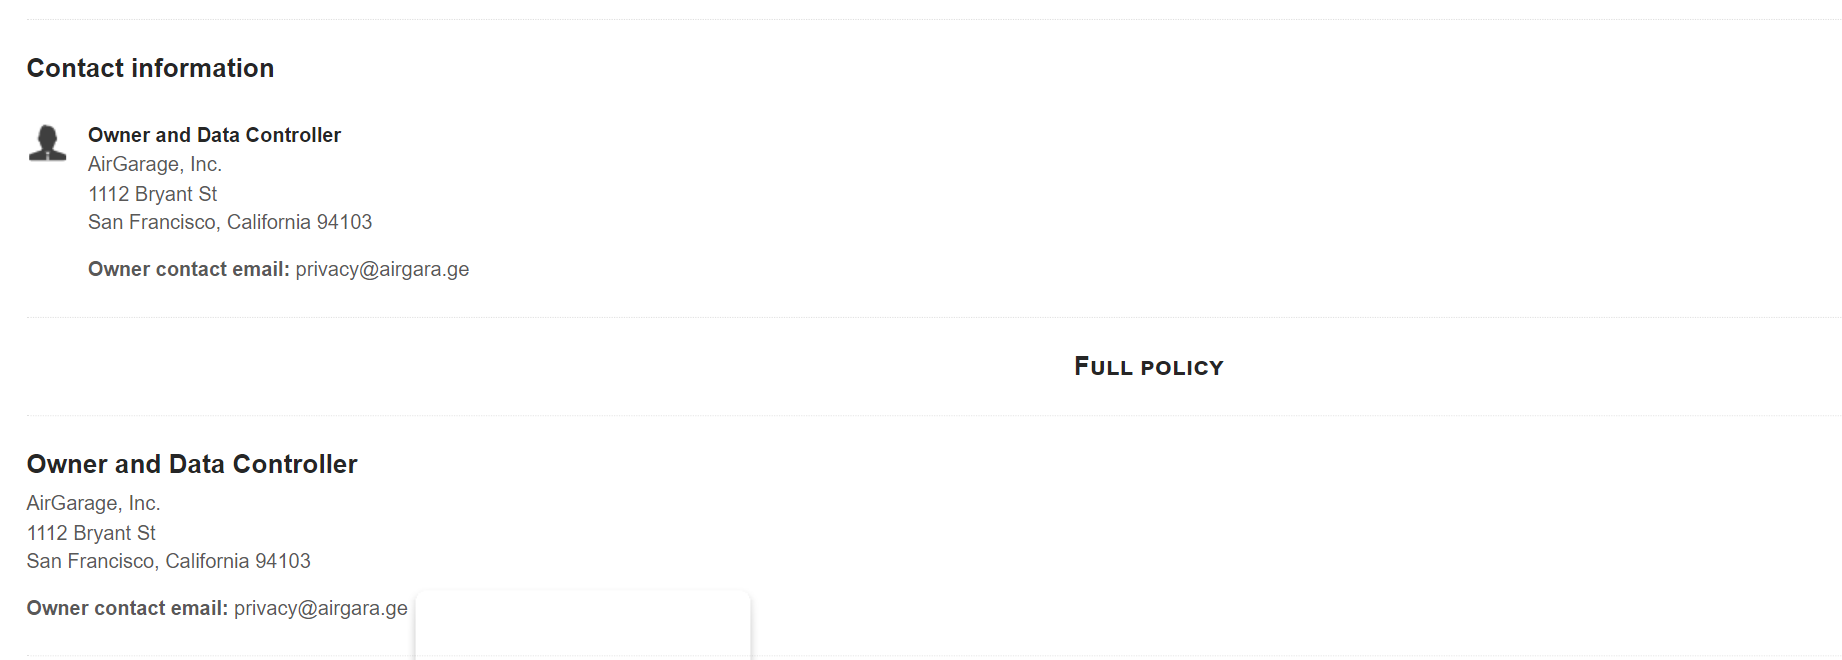 Contact information
Owner and Data Controller
AirGarage, Inc.
1112 Bryant St
San Francisco, California 94103
Owner contact email: privacy@airgara.ge
Full policy
Owner and Data Controller
AirGarage, Inc.
1112 Bryant St
San Francisco, California 94103
Owner contact email: privacy@airgara.ge